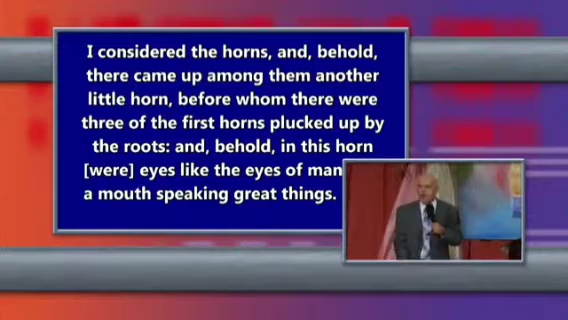 I considered the horns, and, behold,
there came up among them another
little horn, before whom there were
three of the first horns plucked up by
the roots: and, behold, in this horn
[were] eyes like the eyes of man
a mouth speaking great things.